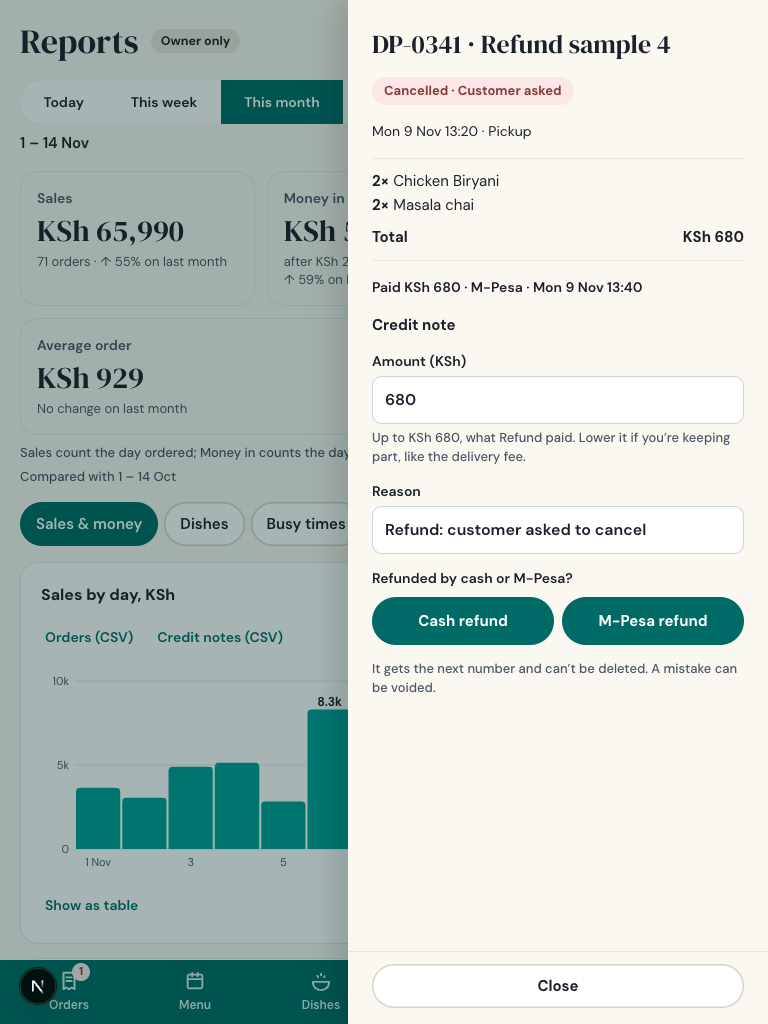 Reports
Owner only
Today
This week
This month
1 – 14 Nov
Sales
KSh 65,990
71 orders · ↑ 55% on last month
Money in
KSh
after KSh 2
↑ 59% on
Average order
KSh 929
No change on last month
Sales count the day ordered; Money in counts the day
Compared with 1 – 14 Oct
Sales & money
Dishes
Busy times
Sales by day, KSh
Orders (CSV)
Credit notes (CSV)
10k
8.3k
5k
0
1 Nov
3
5
Show as table
N
1
Orders
Menu
Dishes
DP-0341 · Refund sample 4
Cancelled · Customer asked
Mon 9 Nov 13:20 · Pickup
2× Chicken Biryani
2× Masala chai
Total
KSh 680
Paid KSh 680 · M-Pesa · Mon 9 Nov 13:40
Credit note
Amount (KSh)
680
Up to KSh 680, what Refund paid. Lower it if you’re keeping
part, like the delivery fee.
Reason
Refund: customer asked to cancel
Refunded by cash or M-Pesa?
Cash refund
M-Pesa refund
It gets the next number and can’t be deleted. A mistake can
be voided.
Close